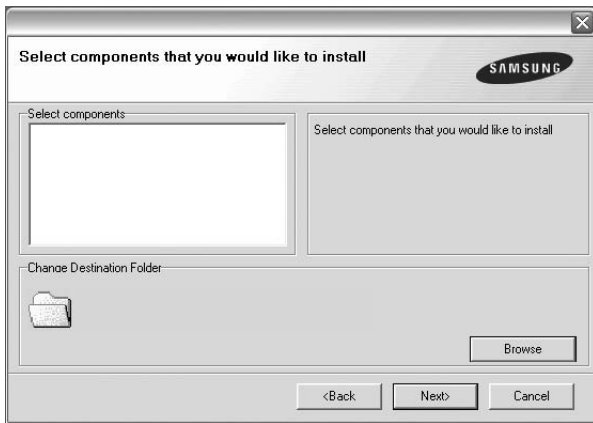 Select components that you would like to install
SAMSUNG
Select components
Select components that you would like to install
Change Destination Folder
Browse
<Back
Next>
Cancel